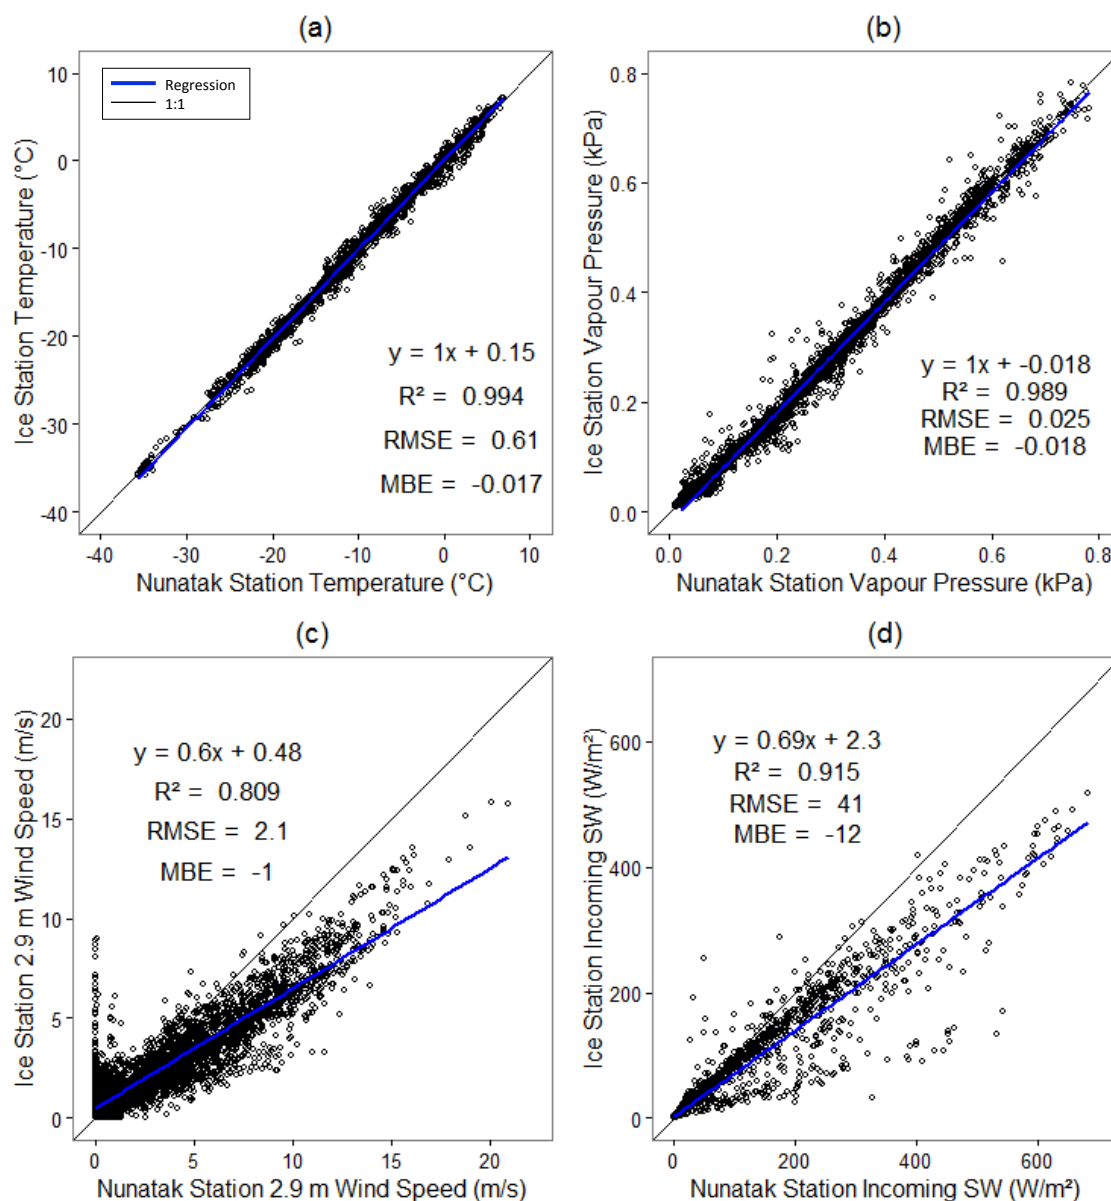 (a)
Regression
1:1
10
0
-10
-20
-30
-40
Ice Station Temperature (°C)
y = 1x + 0.15
R² = 0.994
RMSE = 0.61
MBE = -0.017
-40
-30
-20
-10
0
10
Nunatak Station Temperature (°C)
(b)
0.8
0.6
0.4
0.2
0.0
Ice Station Vapour Pressure (kPa)
y = 1x + -0.018
R² = 0.989
RMSE = 0.025
MBE = -0.018
0.0
0.2
0.4
0.6
0.8
Nunatak Station Vapour Pressure (kPa)
(c)
20
15
10
5
0
Ice Station 2.9 m Wind Speed (m/s)
y = 0.6x + 0.48
R² = 0.809
RMSE = 2.1
MBE = -1
0
5
10
15
20
Nunatak Station 2.9 m Wind Speed (m/s)
(d)
600
400
200
0
Ice Station Incoming SW (W/m²)
y = 0.69x + 2.3
R² = 0.915
RMSE = 41
MBE = -12
0
200
400
600
Nunatak Station Incoming SW (W/m²)